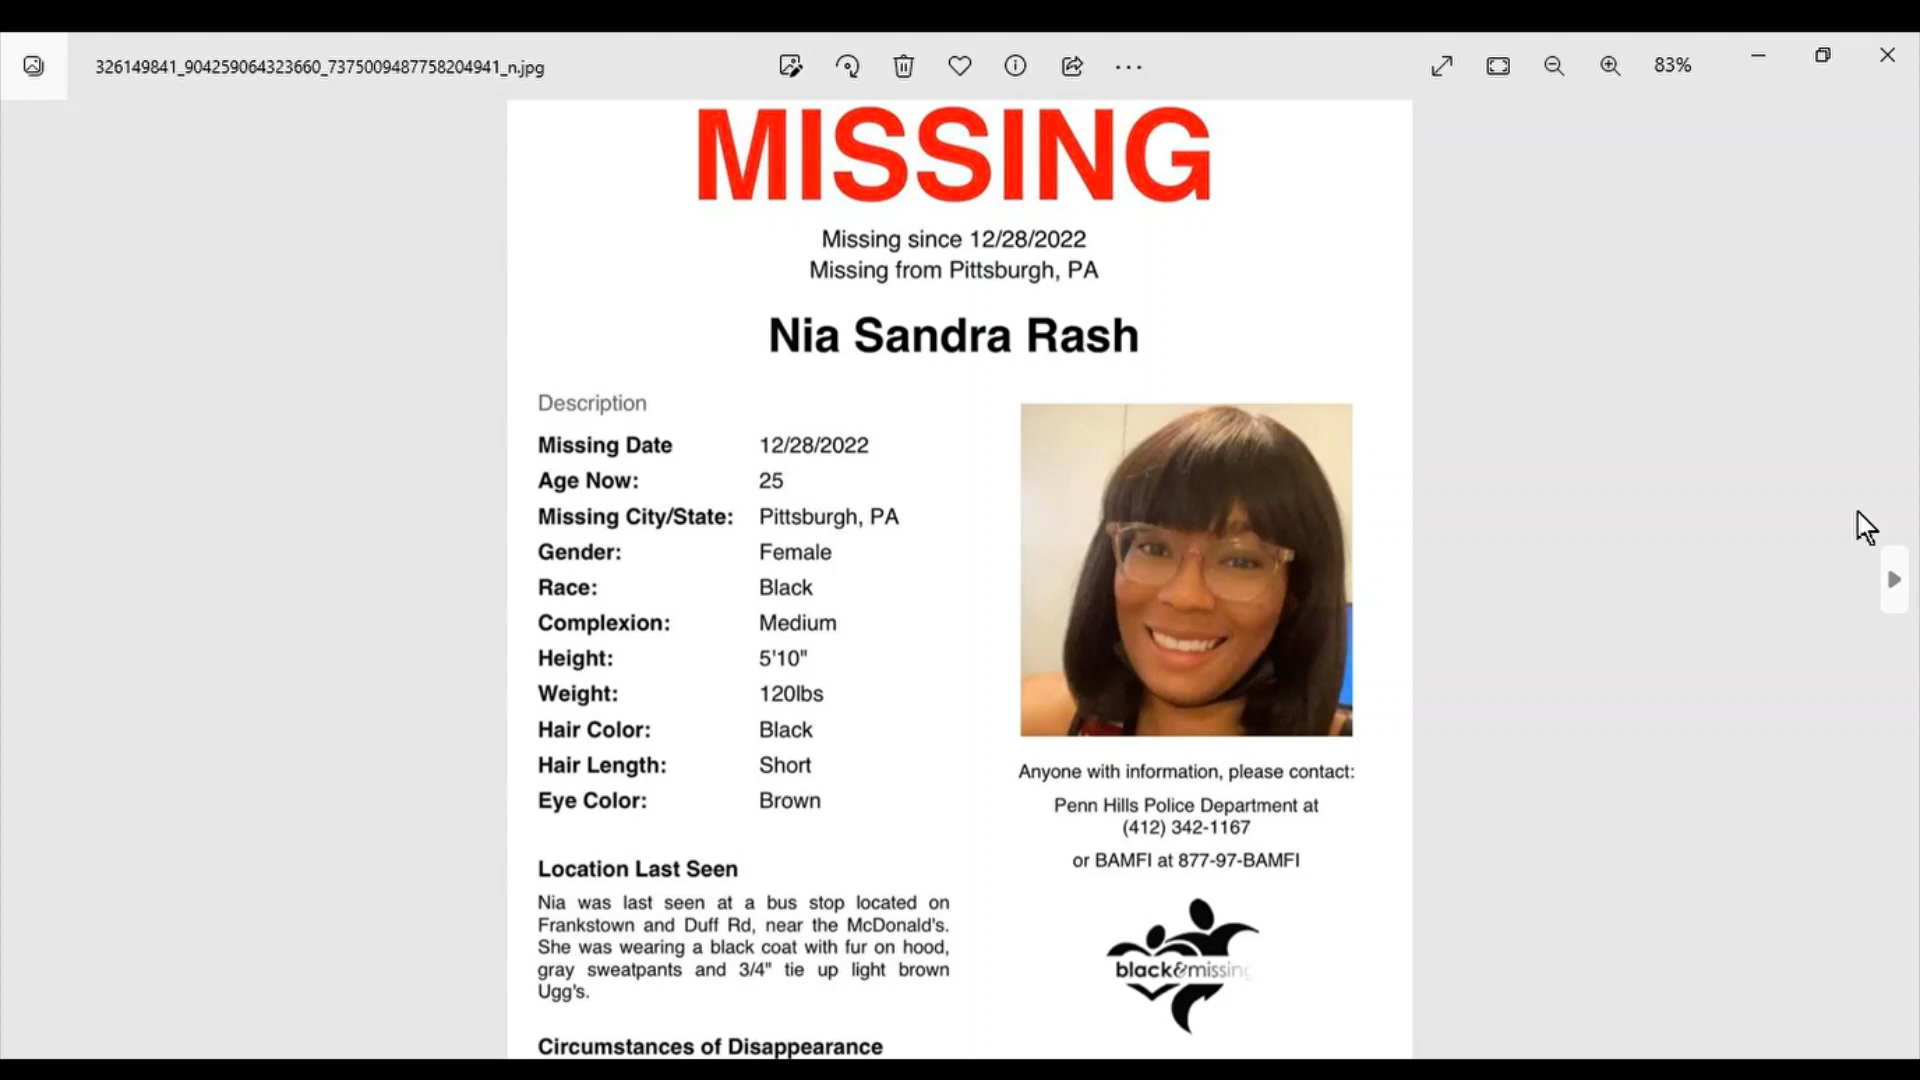 326149841_904259064323660_7375009487758204941_n.jpg
83%
MISSING
Missing since 12/28/2022
Missing from Pittsburgh, PA
Nia Sandra Rash
Description
Missing Date 12/28/2022
Age Now: 25
Missing City/State: Pittsburgh, PA
Gender: Female
Race: Black
Complexion: Medium
Height: 5'10"
Weight: 120lbs
Hair Color: Black
Hair Length: Short
Eye Color: Brown
Location Last Seen
Nia was last seen at a bus stop located on
Frankstown and Duff Rd, near the McDonald's.
She was wearing a black coat with fur on hood,
gray sweatpants and 3/4" tie up light brown
Ugg's.
Circumstances of Disappearance
Anyone with information, please contact:
Penn Hills Police Department at
(412) 342-1167
or BAMFI at 877-97-BAMFI
black&missing